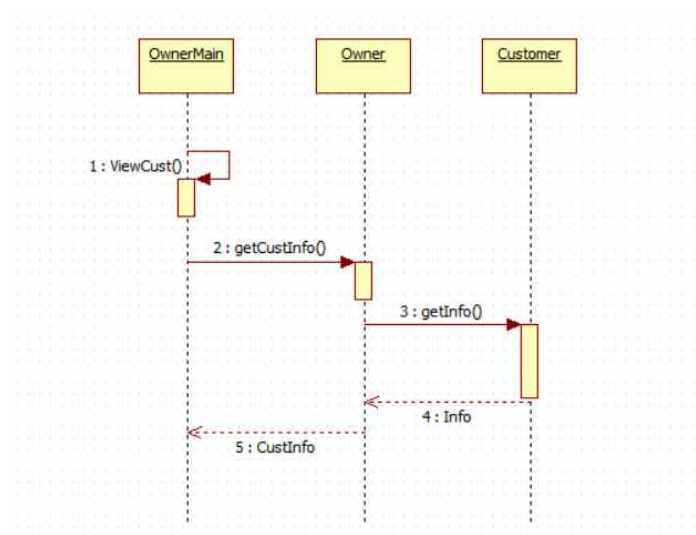 OwnerMain
Owner
Customer
1 : ViewCust()
2 : getCustInfo()
3 : getInfo()
4 : Info
5 : CustInfo